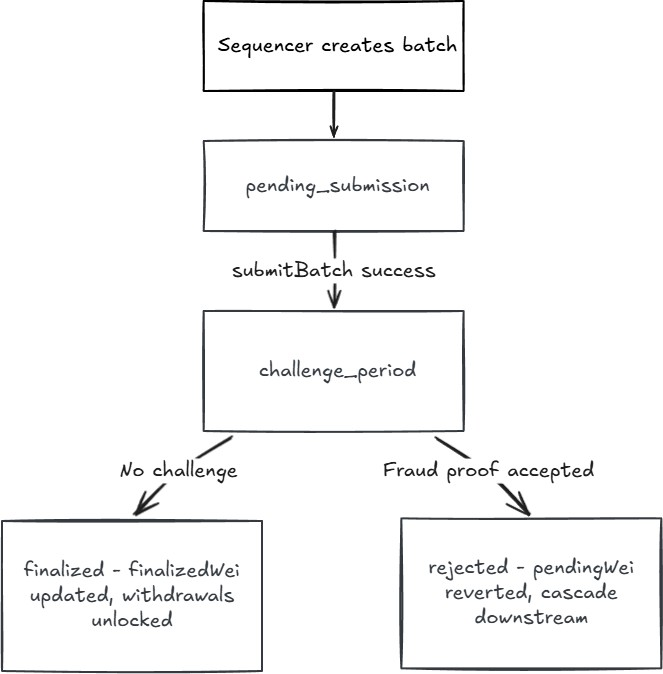 Sequencer creates batch
pending_submission
submitBatch success
challenge_period
No challenge
Fraud proof accepted
finalized - finalizedWei
updated, withdrawals
unlocked
rejected - pendingWei
reverted, cascade
downstream